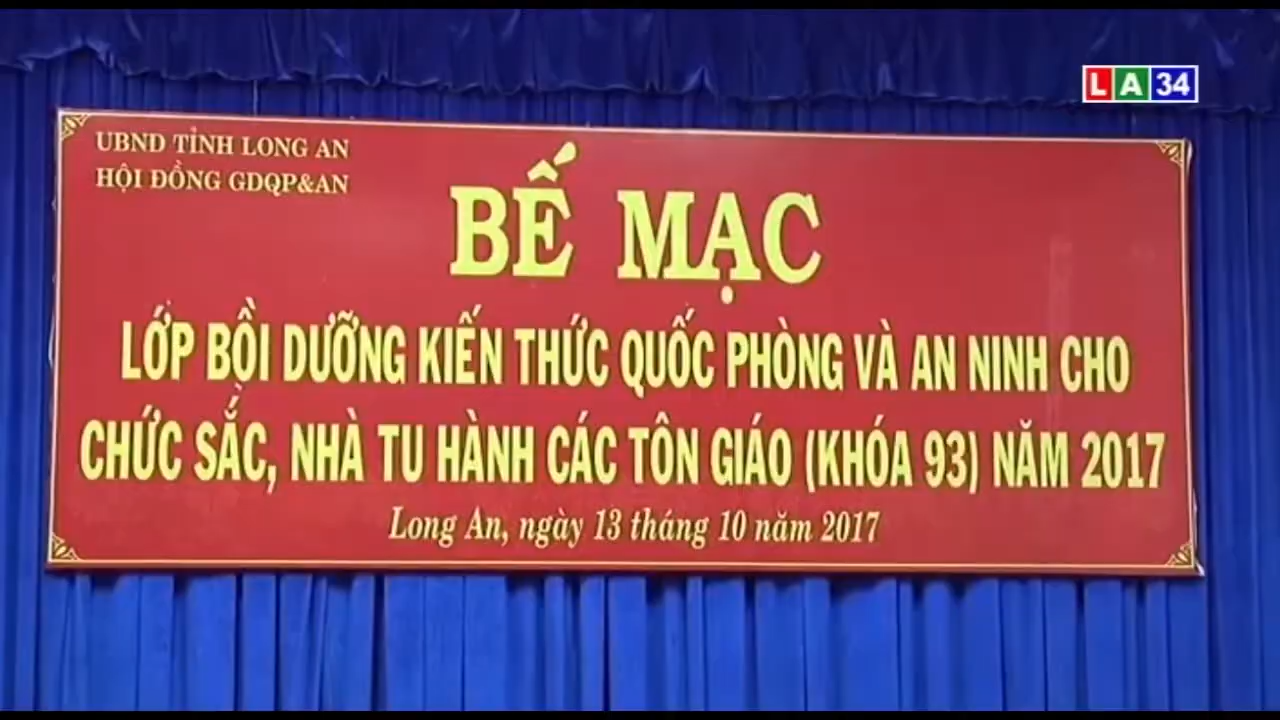 LA34
UBND TỈNH LONG AN
HỘI ĐỒNG GDQP&AN
BẾ MẠC
LỚP BỒI DƯỠNG KIẾN THỨC QUỐC PHÒNG VÀ AN NINH CHO
CHỨC SẮC, NHÀ TU HÀNH CÁC TÔN GIÁO (KHÓA 93) NĂM 2017
Long An, ngày 13 tháng 10 năm 2017